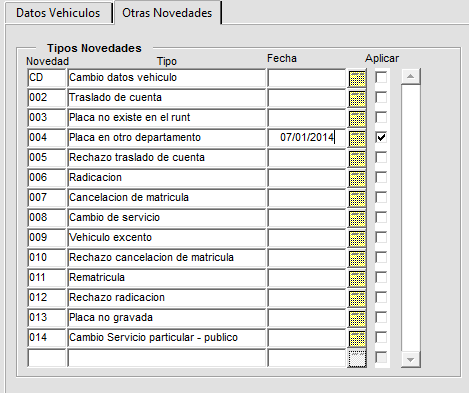 Datos Vehiculos Otras Novedades
Tipos Novedades
Novedad Tipo Fecha Aplicar
CD Cambio datos vehiculo
002 Traslado de cuenta
003 Placa no existe en el runt
004 Placa en otro departamento 07/01/2014
005 Rechazo traslado de cuenta
006 Radicacion
007 Cancelacion de matricula
008 Cambio de servicio
009 Vehiculo excento
010 Rechazo cancelacion de matricula
011 Rematricula
012 Rechazo radicacion
013 Placa no gravada
014 Cambio Servicio particular - publico